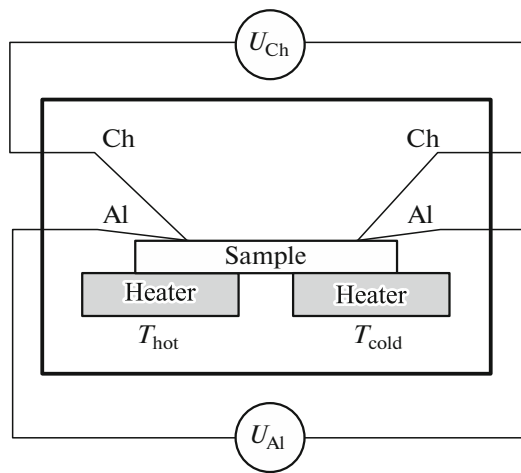 U_Ch
Ch Ch
Al Al
Sample
Heater Heater
T_hot T_cold
U_Al